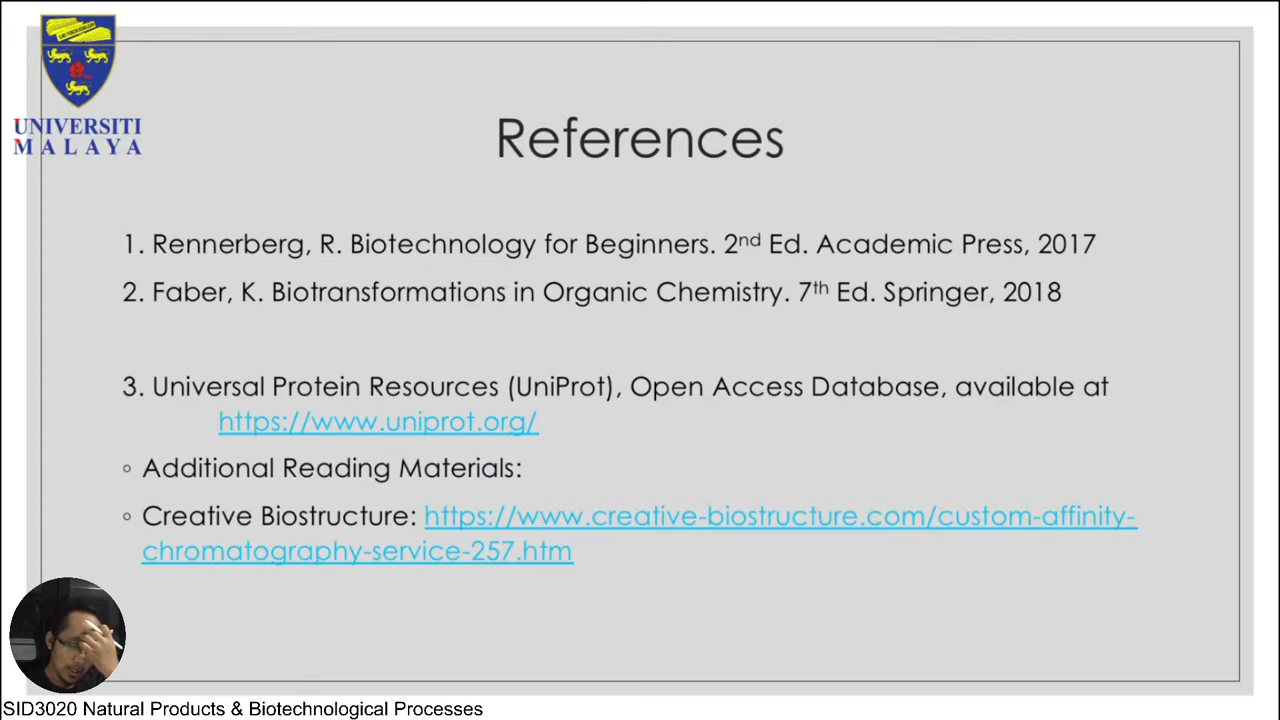 UNIVERSITI
MALAYA
References
1. Rennerberg, R. Biotechnology for Beginners. 2nd Ed. Academic Press, 2017
2. Faber, K. Biotransformations in Organic Chemistry. 7th Ed. Springer, 2018
3. Universal Protein Resources (UniProt), Open Access Database, available at
https://www.uniprot.org/
◦ Additional Reading Materials:
◦ Creative Biostructure: https://www.creative-biostructure.com/custom-affinity-
chromatography-service-257.htm
SID3020 Natural Products & Biotechnological Processes